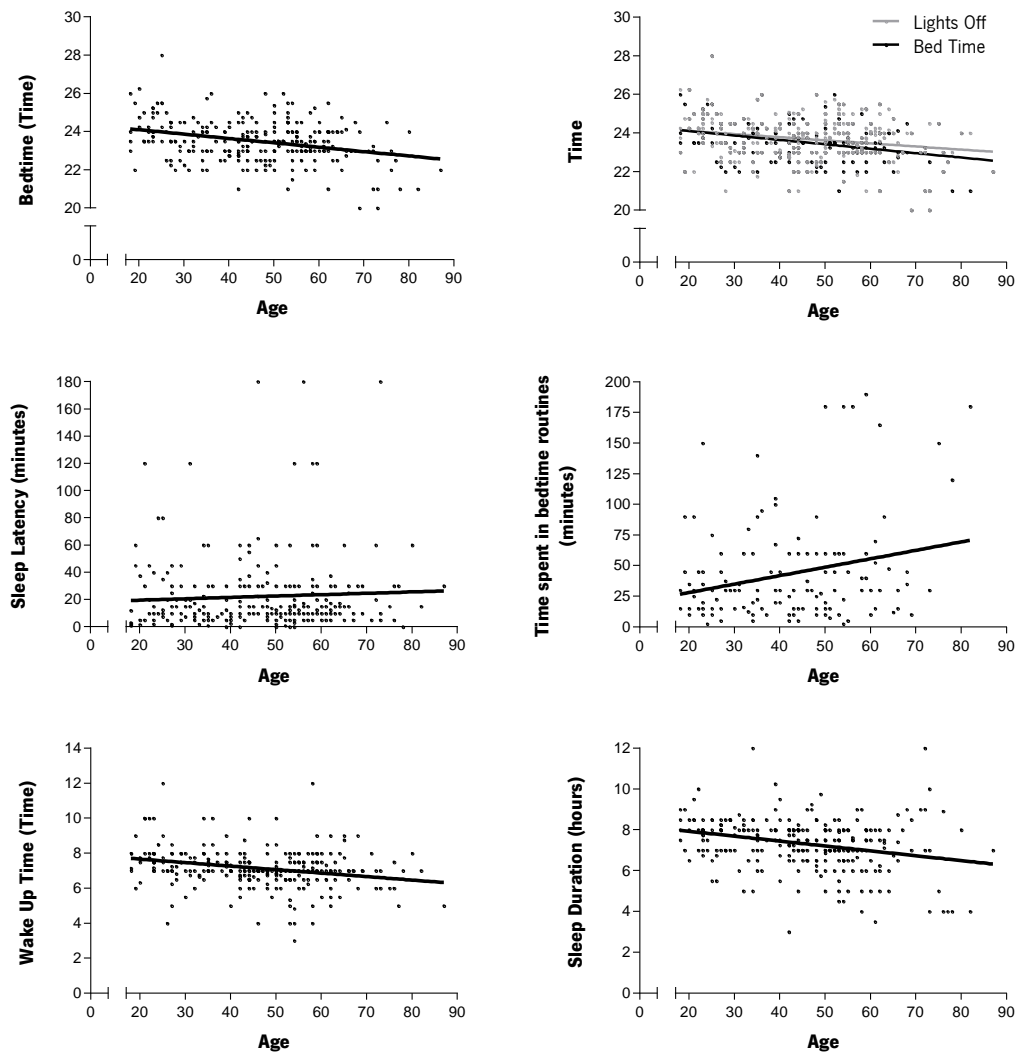 30
28
26
24
22
20
0
Bedtime (Time)
0 20 30 40 50 60 70 80 90
Age
Lights Off
Bed Time
30
28
26
24
22
20
0
Time
0 20 30 40 50 60 70 80 90
Age
180
160
140
120
100
80
60
40
20
0
Sleep Latency (minutes)
0 20 30 40 50 60 70 80 90
Age
200
175
150
125
100
75
50
25
0
Time spent in bedtime routines
(minutes)
0 20 30 40 50 60 70 80 90
Age
14
12
10
8
6
4
2
0
Wake Up Time (Time)
0 20 30 40 50 60 70 80 90
Age
12
10
8
6
4
2
0
Sleep Duration (hours)
0 20 30 40 50 60 70 80 90
Age